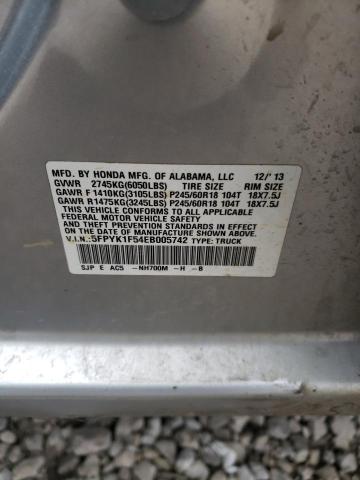 MFD. BY HONDA MFG. OF ALABAMA, LLC 12/'13
GVWR 2745KG(6050LBS) TIRE SIZE RIM SIZE
GAWR F 1410KG(3105LBS) P245/60R18 104T 18X7.5J
GAWR R1475KG(3245LBS) P245/60R18 104T 18X7.5J
THIS VEHICLE CONFORMS TO ALL APPLICABLE
FEDERAL MOTOR VEHICLE SAFETY AND
THEFT PREVENTION STANDARDS IN EFFECT ON
THE DATE OF MANUFACTURE SHOWN ABOVE.
V.I.N.:5FPYK1F54EB005742 TYPE: TRUCK
SJP E AC5 -NH700M -H -B